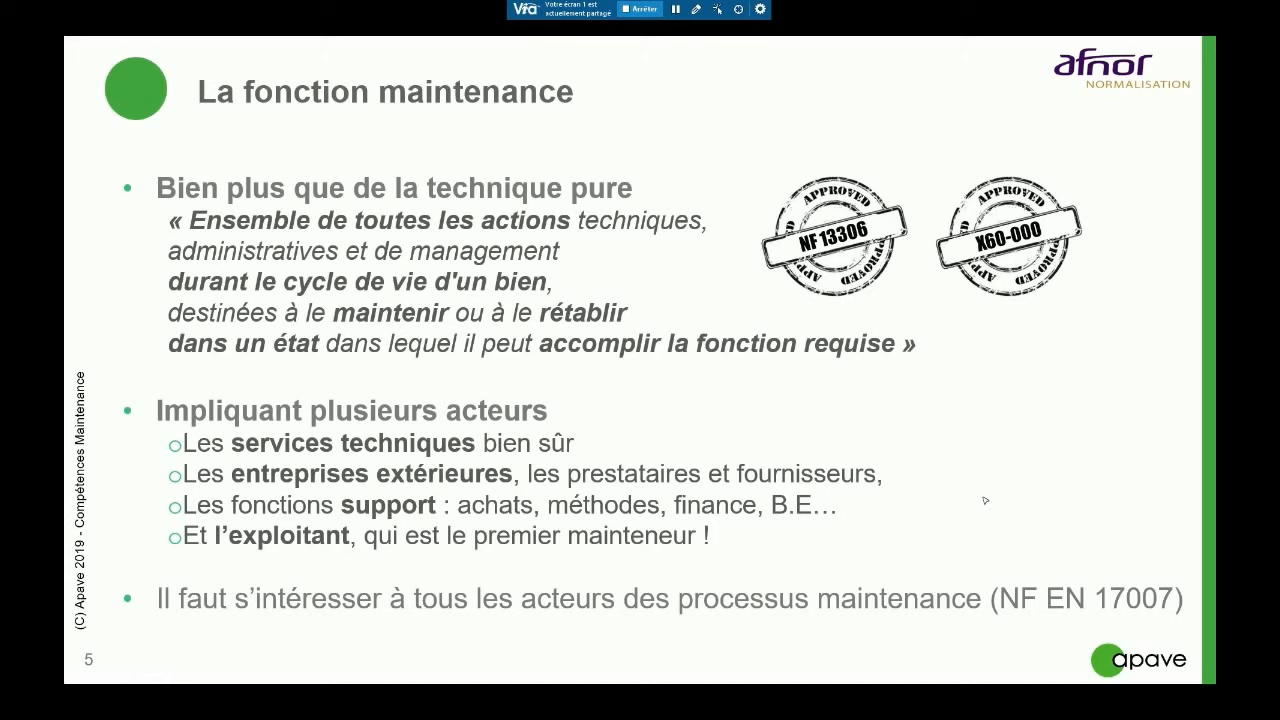 Votre écran 1 est
actuellement partagé
Arrêter
La fonction maintenance
afnor
NORMALISATION
• Bien plus que de la technique pure
« Ensemble de toutes les actions techniques,
administratives et de management
durant le cycle de vie d'un bien,
destinées à le maintenir ou à le rétablir
dans un état dans lequel il peut accomplir la fonction requise »
APPROVED
NF 13306
APPROVED
APPROVED
X60-000
APPROVED
• Impliquant plusieurs acteurs
oLes services techniques bien sûr
oLes entreprises extérieures, les prestataires et fournisseurs,
oLes fonctions support : achats, méthodes, finance, B.E…
oEt l’exploitant, qui est le premier mainteneur !
• Il faut s’intéresser à tous les acteurs des processus maintenance (NF EN 17007)
(C) Apave 2019 - Compétences Maintenance
5
apave